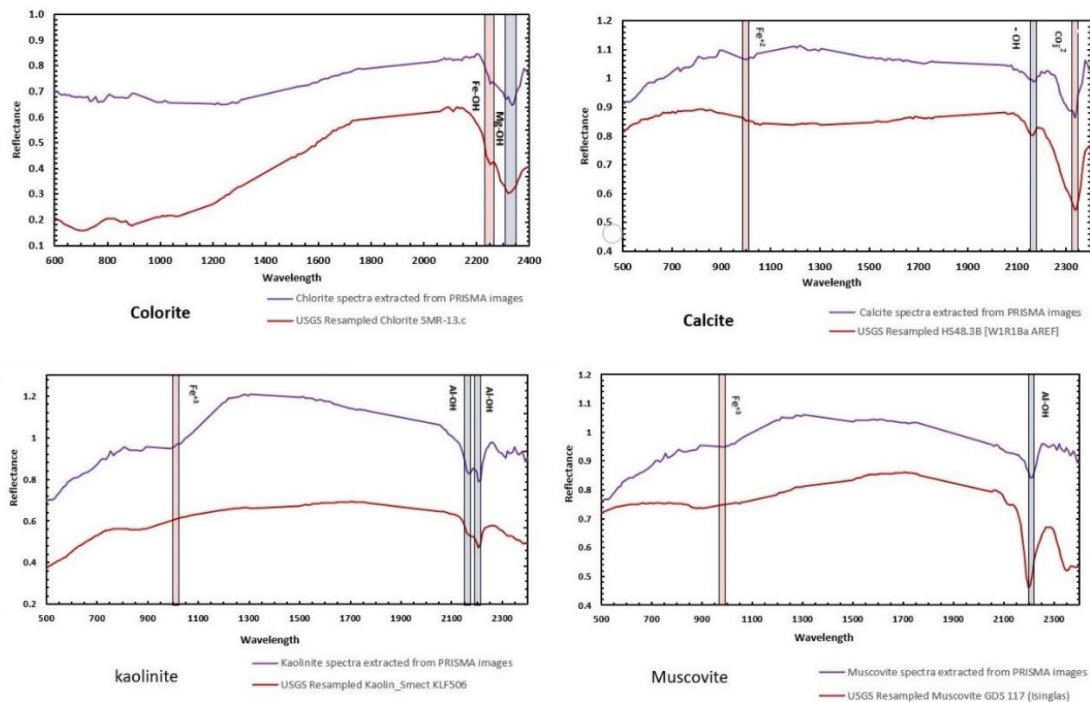 1.0
0.9
0.8
0.7
0.6
0.5
0.4
0.3
0.2
0.1
Reflectance
Fe-OH
Mg-OH
600 800 1000 1200 1400 1600 1800 2000 2200 2400
Wavelength
Colorite
Chlorite spectra extracted from PRISMA images
USGS Resampled Chlorite SMR-13.c
1.2
1.1
1
0.9
0.8
0.7
0.6
0.5
0.4
Reflectance
Fe+2
- OH
CO3-2
500 700 900 1100 1300 1500 1700 1900 2100 2300
Wavelength
Calcite
Calcite spectra extracted from PRISMA images
USGS Resampled HS48.3B [W1R1Ba AREF]
1.2
1
0.8
0.6
0.4
0.2
Reflectance
Fe+3
Al-OH
Al-OH
500 700 900 1100 1300 1500 1700 1900 2100 2300
Wavelength
kaolinite
Kaolinite spectra extracted from PRISMA images
USGS Resampled Kaolin_Smect KLF506
1.2
1.1
1
0.9
0.8
0.7
0.6
0.5
0.4
Reflectance
Fe+3
Al-OH
500 700 900 1100 1300 1500 1700 1900 2100 2300
Wavelength
Muscovite
Muscovite spectra extracted from PRISMA images
USGS Resampled Muscovite GDS 117 (Isinglas)